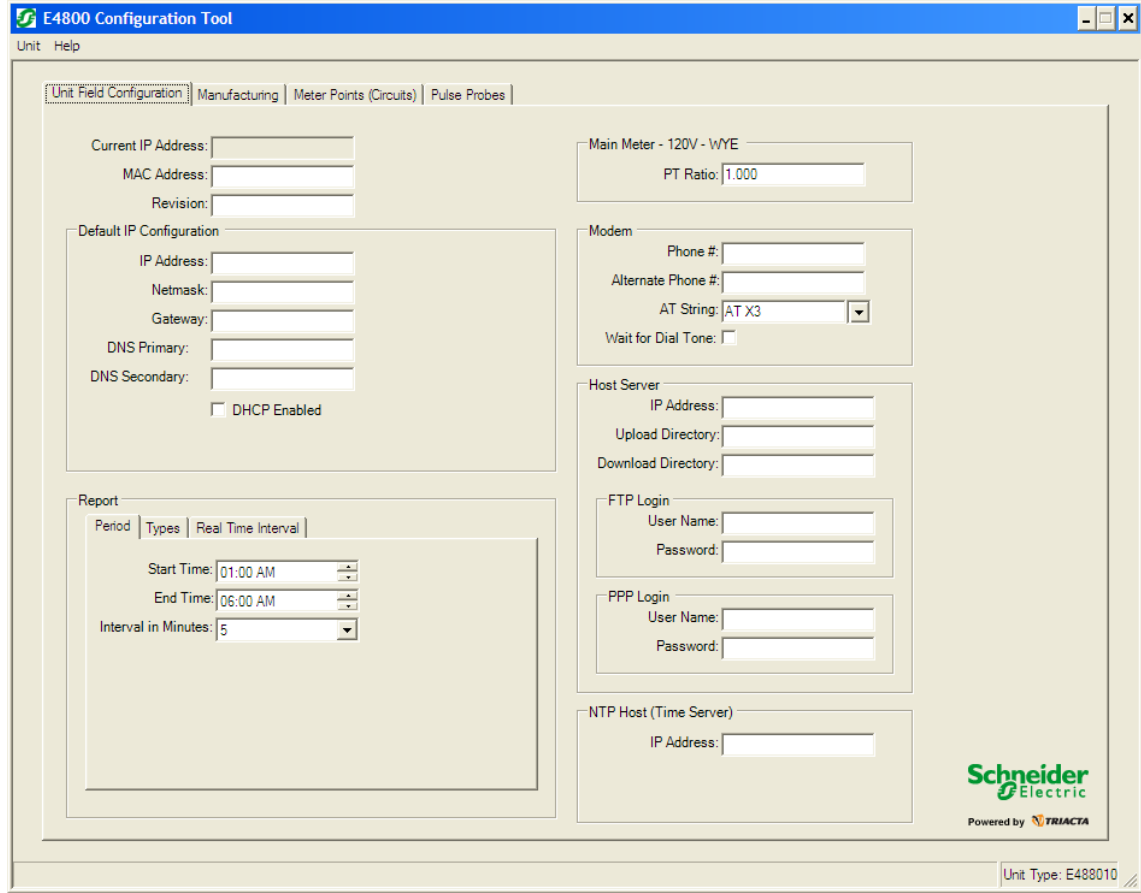 E4800 Configuration Tool
Unit Help
Unit Field Configuration Manufacturing Meter Points (Circuits) Pulse Probes
Current IP Address:
MAC Address:
Revision:
Default IP Configuration
IP Address:
Netmask:
Gateway:
DNS Primary:
DNS Secondary:
DHCP Enabled
Report
Period Types Real Time Interval
Start Time: 01:00 AM
End Time: 06:00 AM
Interval in Minutes: 5
Main Meter - 120V - WYE
PT Ratio: 1.000
Modem
Phone #:
Alternate Phone #:
AT String: AT X3
Wait for Dial Tone:
Host Server
IP Address:
Upload Directory:
Download Directory:
FTP Login
User Name:
Password:
PPP Login
User Name:
Password:
NTP Host (Time Server)
IP Address:
Schneider
Electric
Powered by TRIACTA
Unit Type: E488010